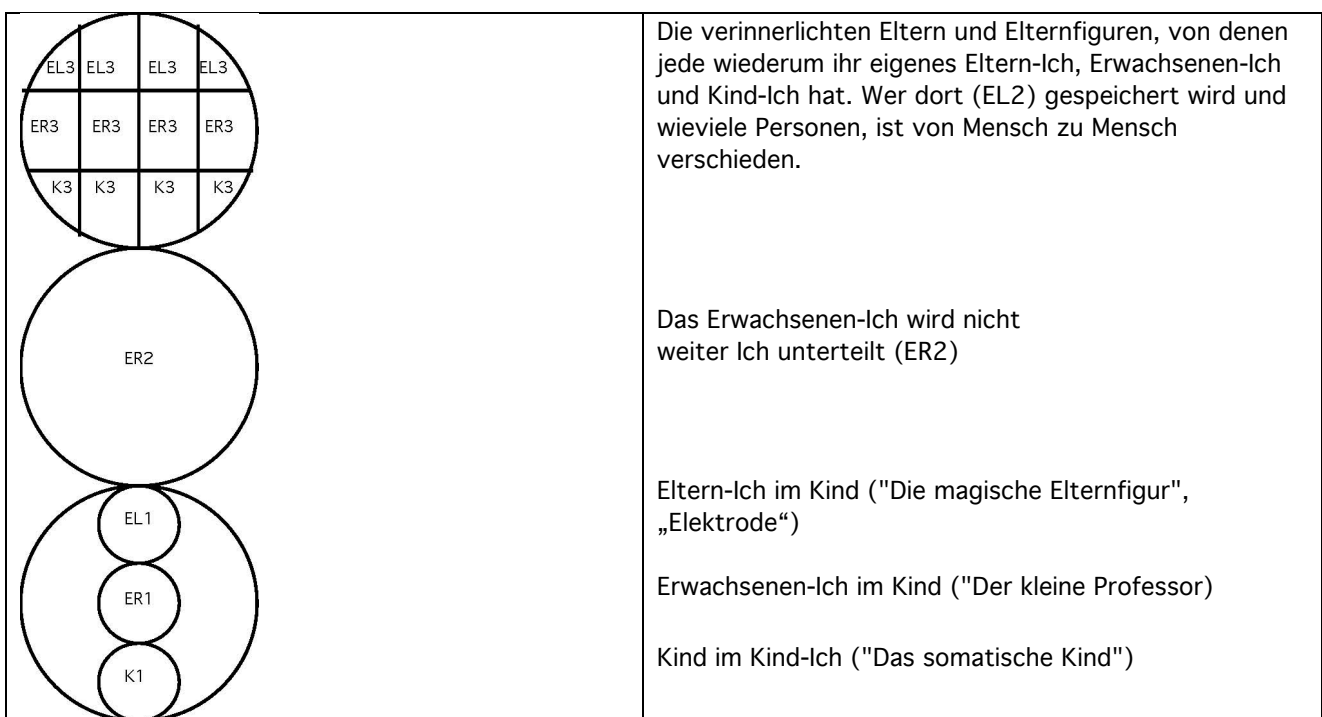 EL3 EL3 EL3 EL3
ER3 ER3 ER3 ER3
K3 K3 K3 K3
Die verinnerlichten Eltern und Elternfiguren, von denen
jede wiederum ihr eigenes Eltern-Ich, Erwachsenen-Ich
und Kind-Ich hat. Wer dort (EL2) gespeichert wird und
wieviele Personen, ist von Mensch zu Mensch
verschieden.
ER2
Das Erwachsenen-Ich wird nicht
weiter Ich unterteilt (ER2)
EL1
Eltern-Ich im Kind ("Die magische Elternfigur",
„Elektrode“)
ER1
Erwachsenen-Ich im Kind ("Der kleine Professor)
K1
Kind im Kind-Ich ("Das somatische Kind")